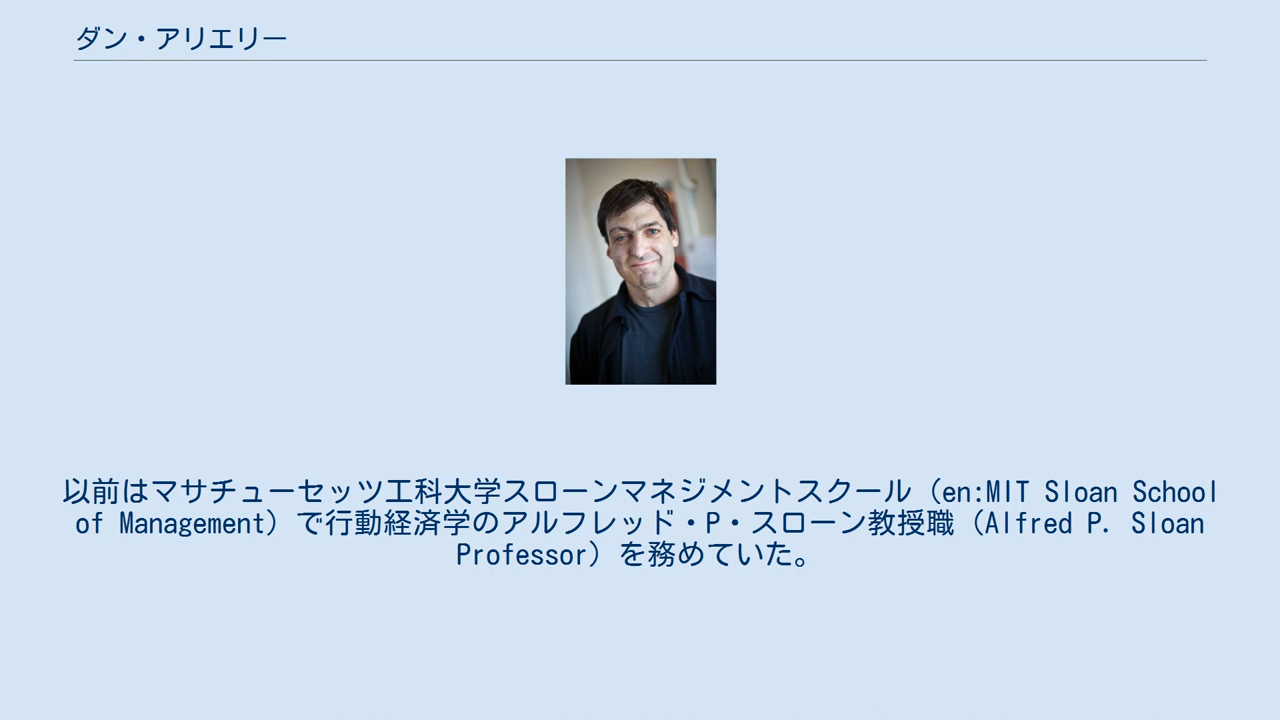 ダン・アリエリー
以前はマサチューセッツ工科大学スローンマネジメントスクール（en:MIT Sloan School
of Management）で行動経済学のアルフレッド・P・スローン教授職（Alfred P. Sloan
Professor）を務めていた。